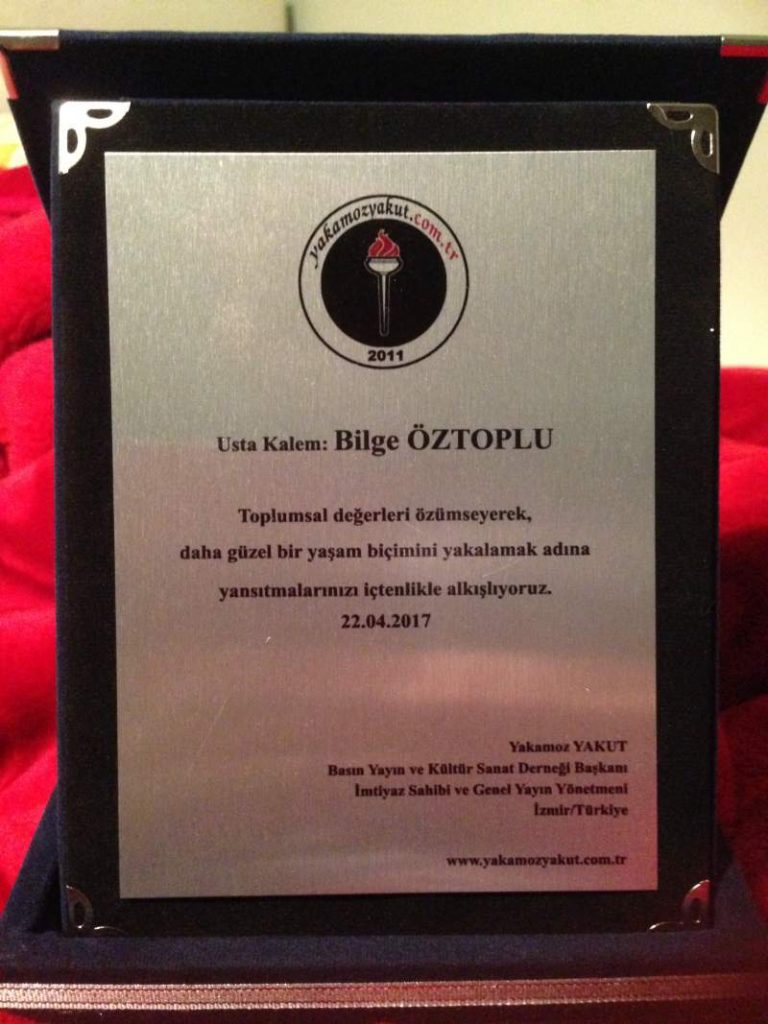 yakamozyakut.com.tr
2011
Usta Kalem: Bilge ÖZTOPLU
Toplumsal değerleri özümseyerek,
daha güzel bir yaşam biçimini yakalamak adına
yansıtmalarınızı içtenlikle alkışlıyoruz.
22.04.2017
Yakamoz YAKUT
Basın Yayın ve Kültür Sanat Derneği Başkanı
İmtiyaz Sahibi ve Genel Yayın Yönetmeni
İzmir/Türkiye
www.yakamozyakut.com.tr